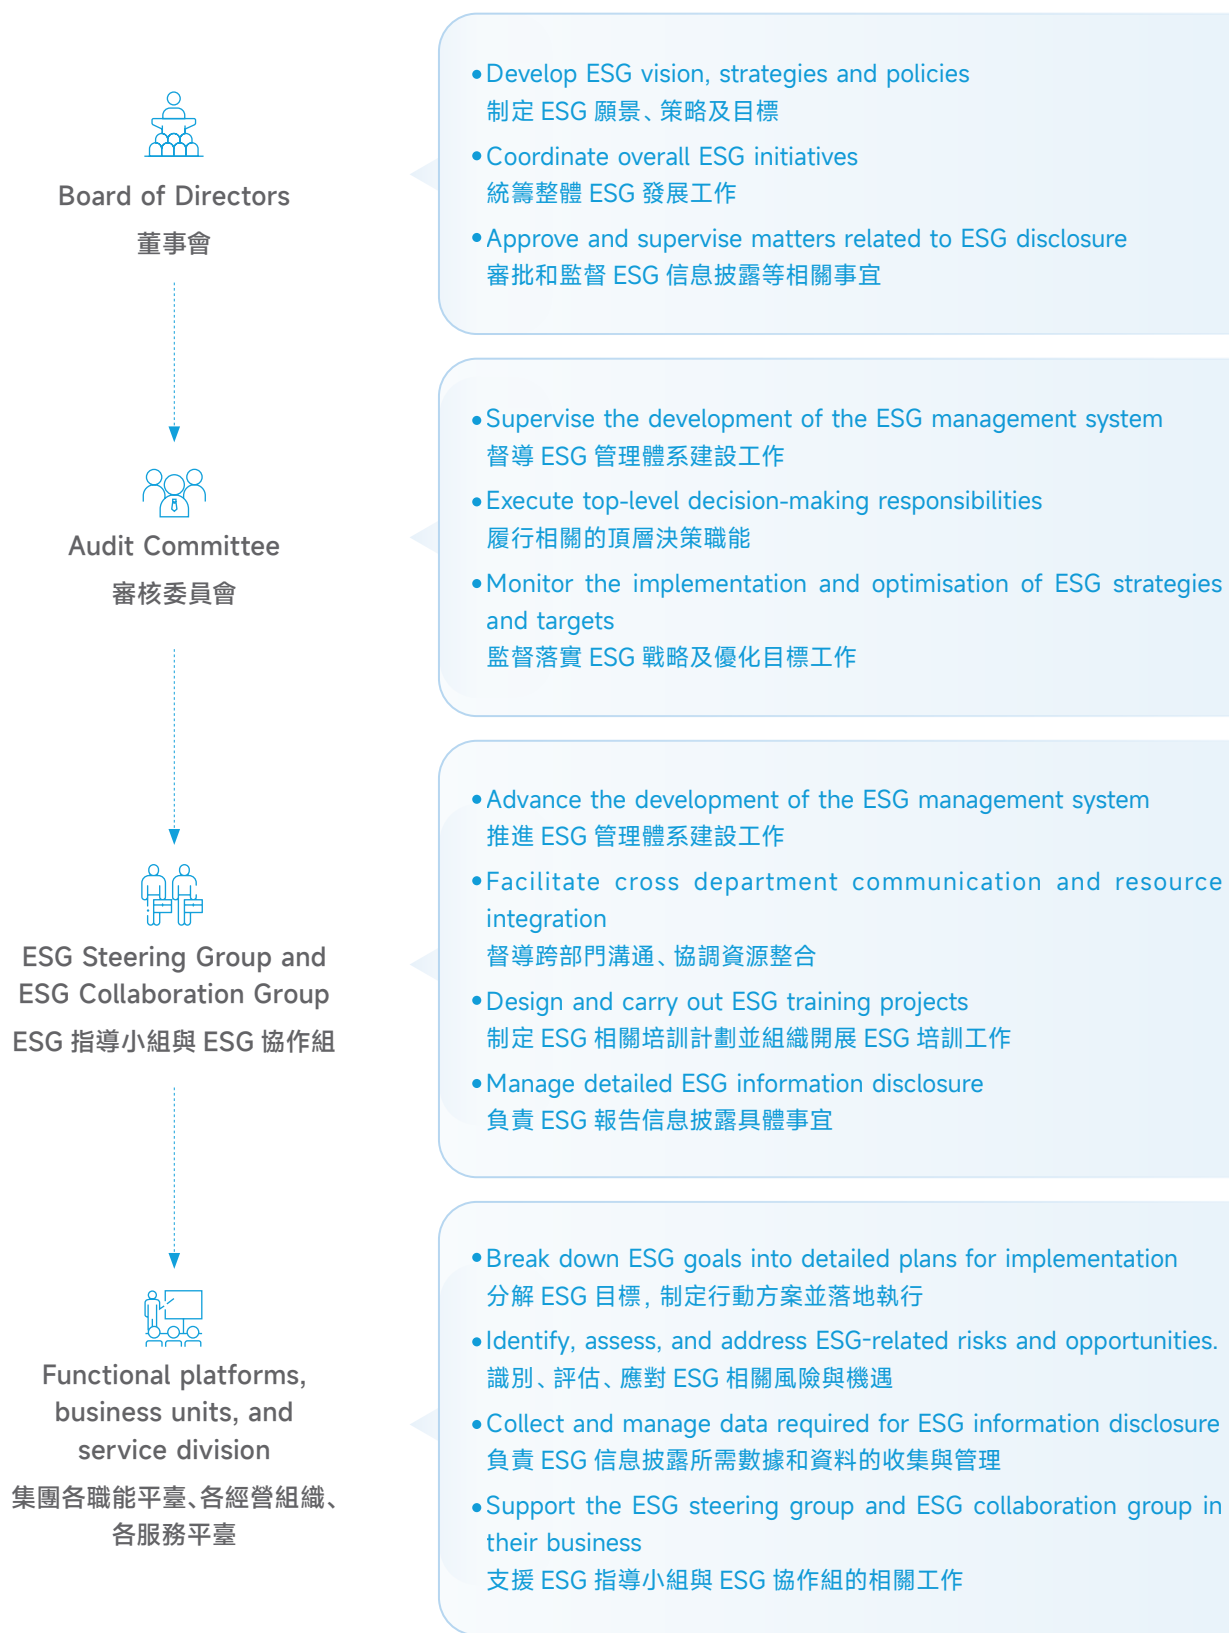 Board of Directors
董事會
• Develop ESG vision, strategies and policies
制定 ESG 願景、策略及目標
• Coordinate overall ESG initiatives
統籌整體 ESG 發展工作
• Approve and supervise matters related to ESG disclosure
審批和監督 ESG 信息披露等相關事宜
Audit Committee
審核委員會
• Supervise the development of the ESG management system
督導 ESG 管理體系建設工作
• Execute top-level decision-making responsibilities
履行相關的頂層決策職能
• Monitor the implementation and optimisation of ESG strategies
and targets
監督落實 ESG 戰略及優化目標工作
ESG Steering Group and
ESG Collaboration Group
ESG 指導小組與 ESG 協作組
• Advance the development of the ESG management system
推進 ESG 管理體系建設工作
• Facilitate cross department communication and resource
integration
督導跨部門溝通、協調資源整合
• Design and carry out ESG training projects
制定 ESG 相關培訓計劃並組織開展 ESG 培訓工作
• Manage detailed ESG information disclosure
負責 ESG 報告信息披露具體事宜
Functional platforms,
business units, and
service division
集團各職能平臺、各經營組織、
各服務平臺
• Break down ESG goals into detailed plans for implementation
分解 ESG 目標, 制定行動方案並落地執行
• Identify, assess, and address ESG-related risks and opportunities.
識別、評估、應對 ESG 相關風險與機遇
• Collect and manage data required for ESG information disclosure
負責 ESG 信息披露所需數據和資料的收集與管理
• Support the ESG steering group and ESG collaboration group in
their business
支援 ESG 指導小組與 ESG 協作組的相關工作